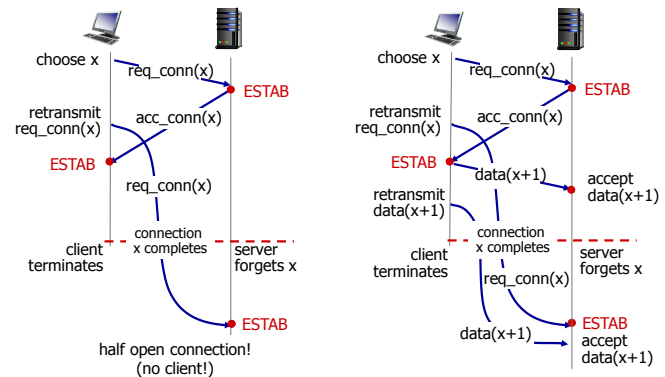 choose x
req_conn(x)
ESTAB
retransmit
req_conn(x)
acc_conn(x)
ESTAB
req_conn(x)
client
terminates
connection
x completes
server
forgets x
ESTAB
half open connection!
(no client!)
choose x
req_conn(x)
ESTAB
retransmit
req_conn(x)
acc_conn(x)
ESTAB
data(x+1)
accept
data(x+1)
retransmit
data(x+1)
connection
x completes
client
terminates
server
forgets x
req_conn(x)
ESTAB
data(x+1)
accept
data(x+1)